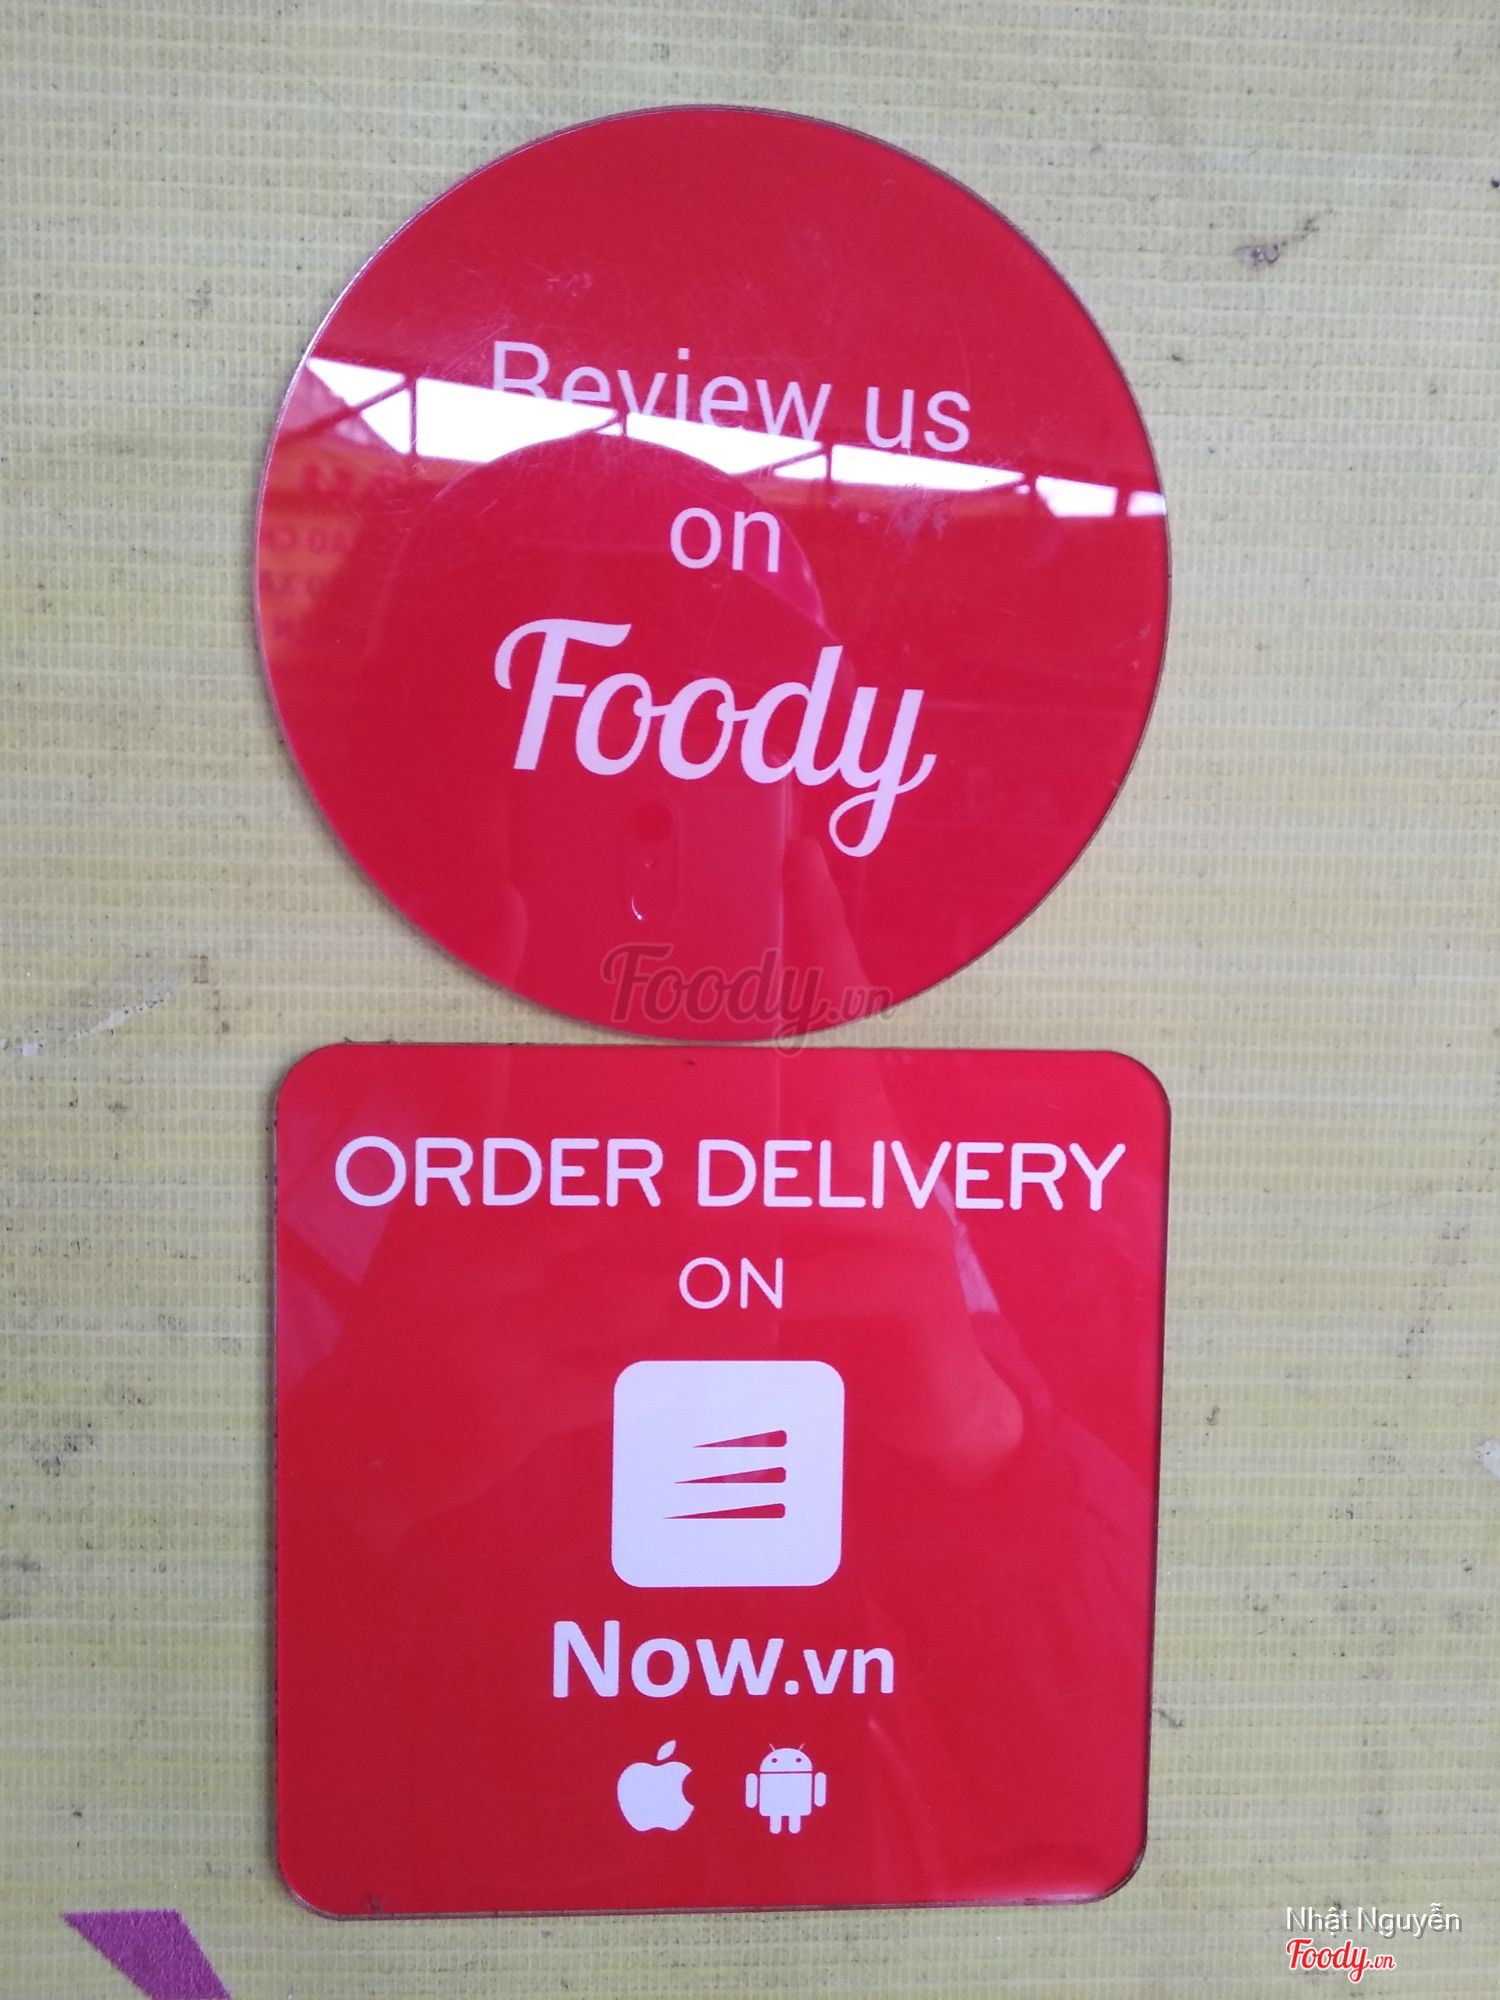 Review us
on
Foody
Foody.vn
ORDER DELIVERY
ON
Now.vn
Nhật Nguyễn
Foody.vn